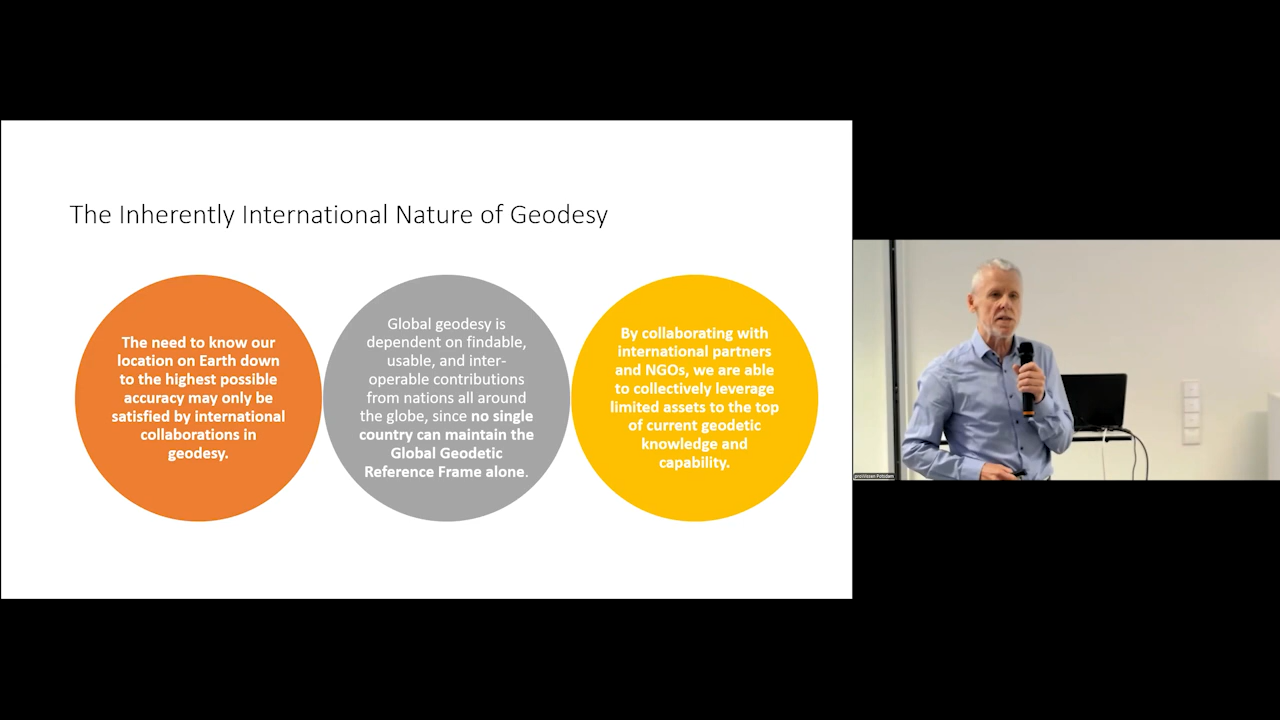 The Inherently International Nature of Geodesy
The need to know our
location on Earth down
to the highest possible
accuracy may only be
satisfied by international
collaborations in
geodesy.
Global geodesy is
dependent on findable,
usable, and inter-
operable contributions
from nations all around
the globe, since no single
country can maintain the
Global Geodetic
Reference Frame alone.
By collaborating with
international partners
and NGOs, we are able
to collectively leverage
limited assets to the top
of current geodetic
knowledge and
capability.
proWissen Potsdam